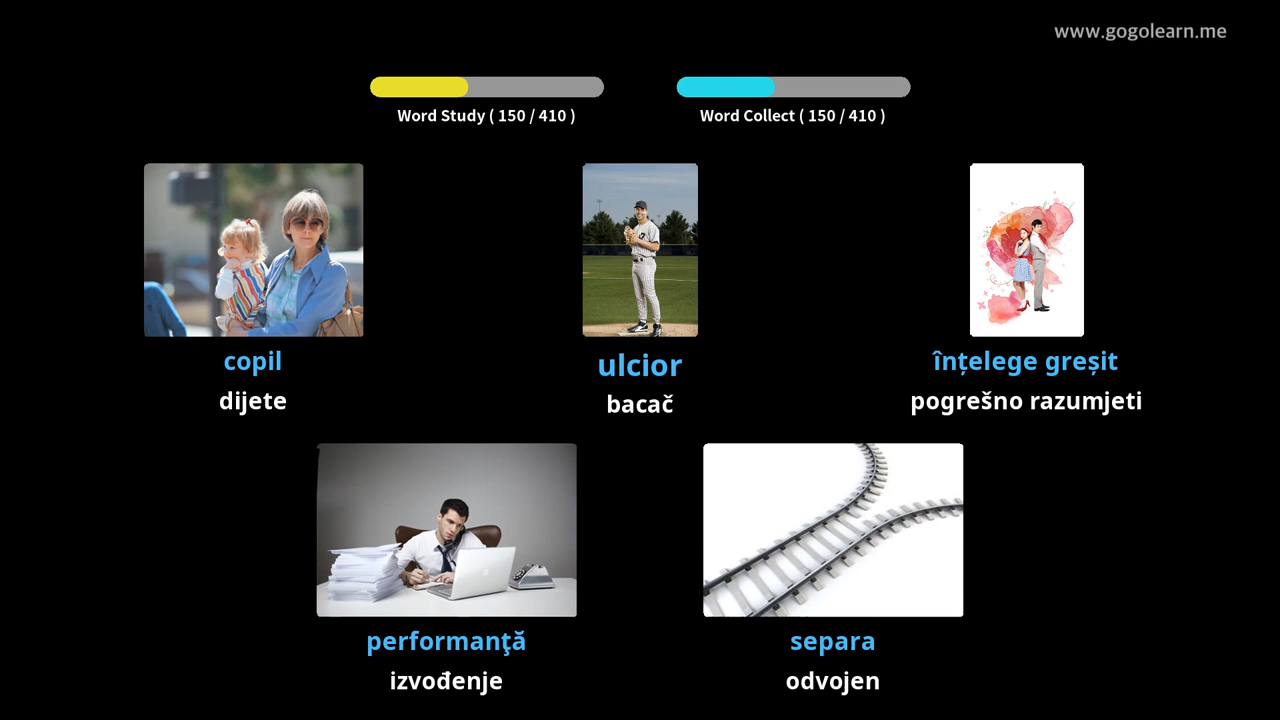 www.gogolearn.me
Word Study ( 150 / 410 )
Word Collect ( 150 / 410 )
copil
dijete
ulcior
bacač
înțelege greșit
pogrešno razumjeti
performanţă
izvođenje
separa
odvojen